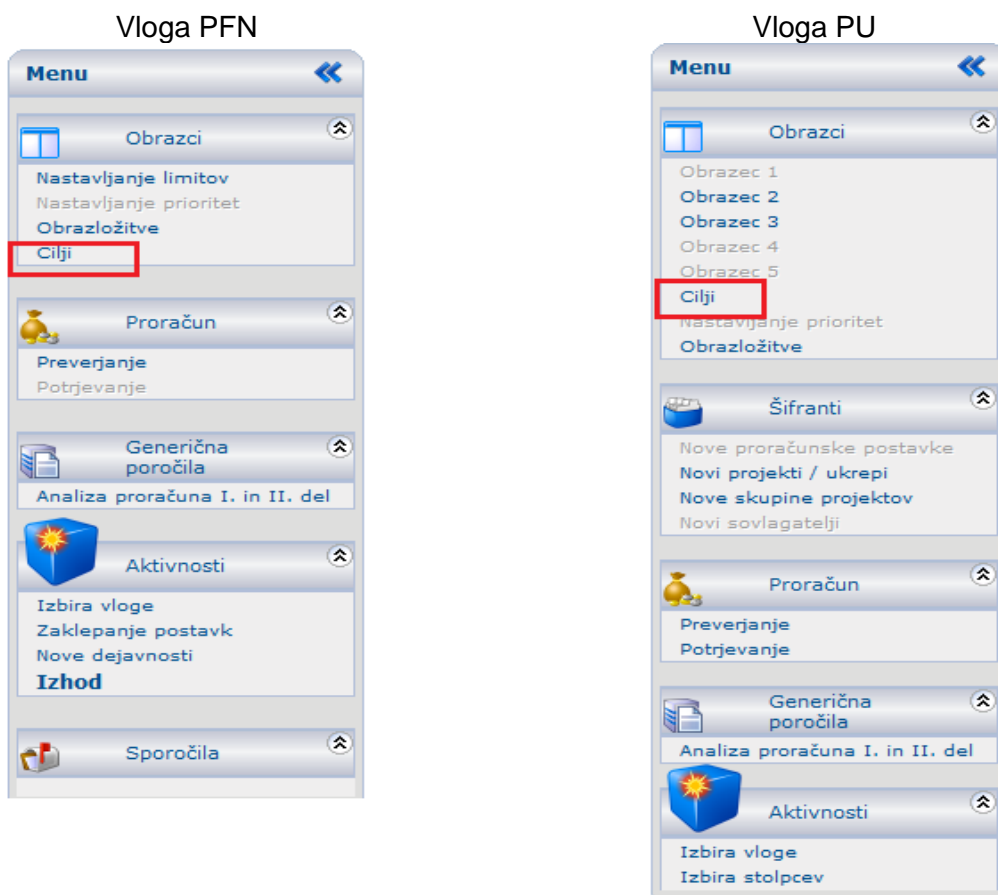 Vloga PFN
Menu
Obrazci
Nastavljanje limitov
Nastavljanje prioritet
Obrazložitve
Cilji
Proračun
Preverjanje
Potrjevanje
Generična
poročila
Analiza proračuna I. in II. del
Aktivnosti
Izbira vloge
Zaklepanje postavk
Nove dejavnosti
Izhod
Sporočila
Vloga PU
Menu
Obrazci
Obrazec 1
Obrazec 2
Obrazec 3
Obrazec 4
Obrazec 5
Cilji
Nastavljanje prioritet
Obrazložitve
Šifranti
Nove proračunske postavke
Novi projekti / ukrepi
Nove skupine projektov
Novi sovlagatelji
Proračun
Preverjanje
Potrjevanje
Generična
poročila
Analiza proračuna I. in II. del
Aktivnosti
Izbira vloge
Izbira stolpcev